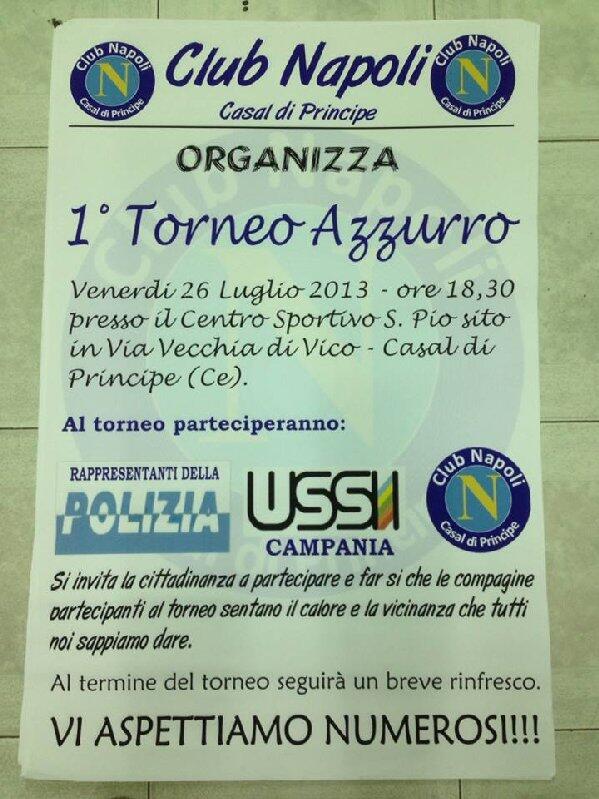 Club Napoli
Casal di Principe
Club Napoli
N
Casal di Principe
Club Napoli
N
Casal di Principe
ORGANIZZA
1° Torneo Azzurro
Venerdi 26 Luglio 2013 - ore 18,30
presso il Centro Sportivo S. Pio sito
in Via Vecchia di Vico - Casal di
Principe (Ce).
Al torneo parteciperanno:
RAPPRESENTANTI DELLA
POLIZIA
USSI
CAMPANIA
Club Napoli
N
Casal di Principe
Si invita la cittadinanza a partecipare e far si che le compagine
partecipanti al torneo sentano il calore e la vicinanza che tutti
noi sappiamo dare.
Al termine del torneo seguirà un breve rinfresco.
VI ASPETTIAMO NUMEROSI!!!